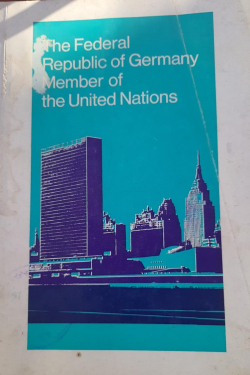 The Federal
Republic of Germany
Member of
the United Nations